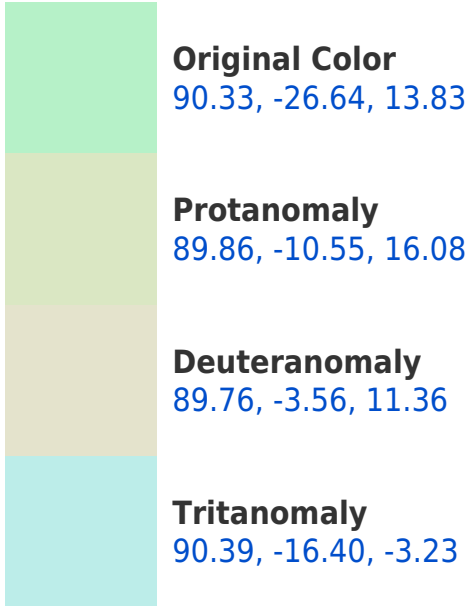 Original Color
90.33, -26.64, 13.83
Protanomaly
89.86, -10.55, 16.08
Deuteranomaly
89.76, -3.56, 11.36
Tritanomaly
90.39, -16.40, -3.23